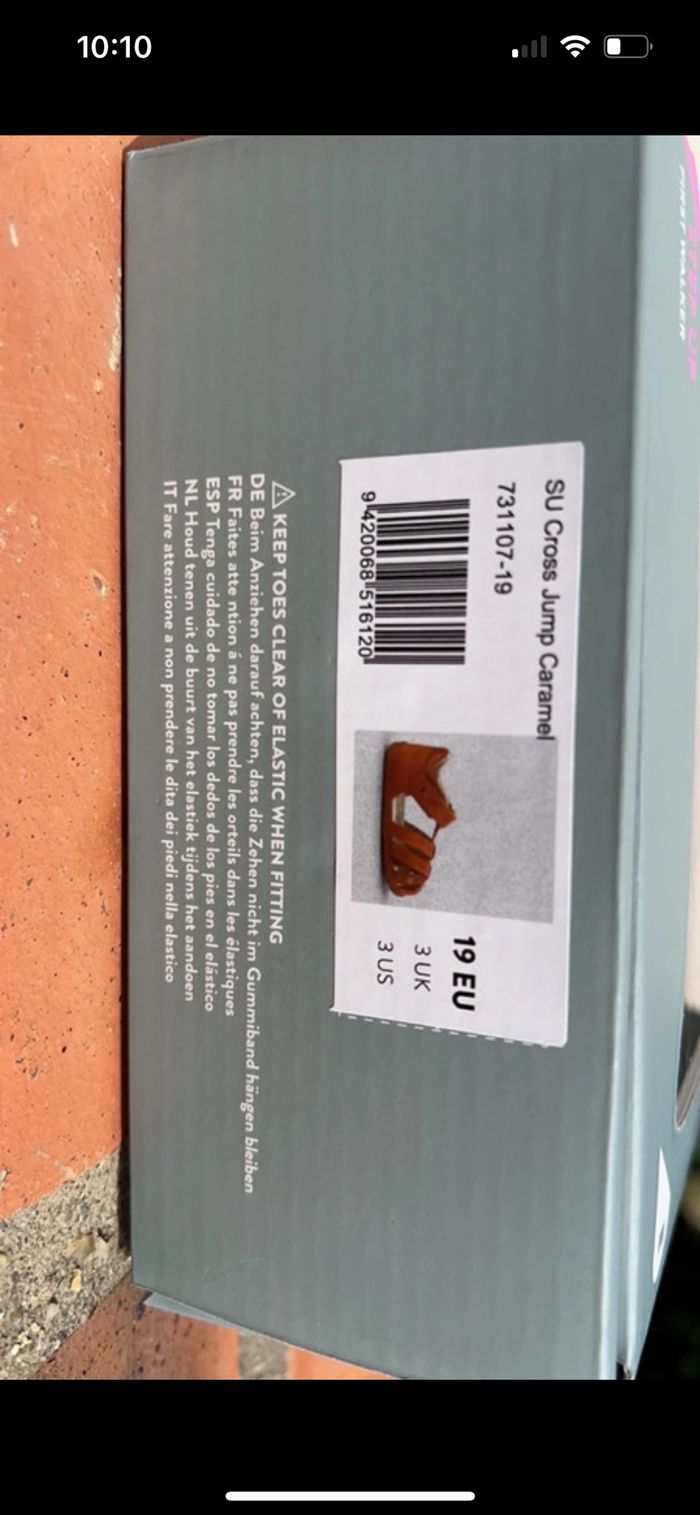 10:10
STEP UP
FIRST WALKER
SU Cross Jump Caramel
731107-19
9 420068 516120
19 EU
3 UK
3 US
⚠ KEEP TOES CLEAR OF ELASTIC WHEN FITTING
DE Beim Anziehen darauf achten, dass die Zehen nicht im Gummiband hängen bleiben
FR Faites atte ntion á ne pas prendre les orteils dans les élastiques
ESP Tenga cuidado de no tomar los dedos de los pies en el elástico
NL Houd tenen uit de buurt van het elastiek tijdens het aandoen
IT Fare attenzione a non prendere le dita dei piedi nella elastico